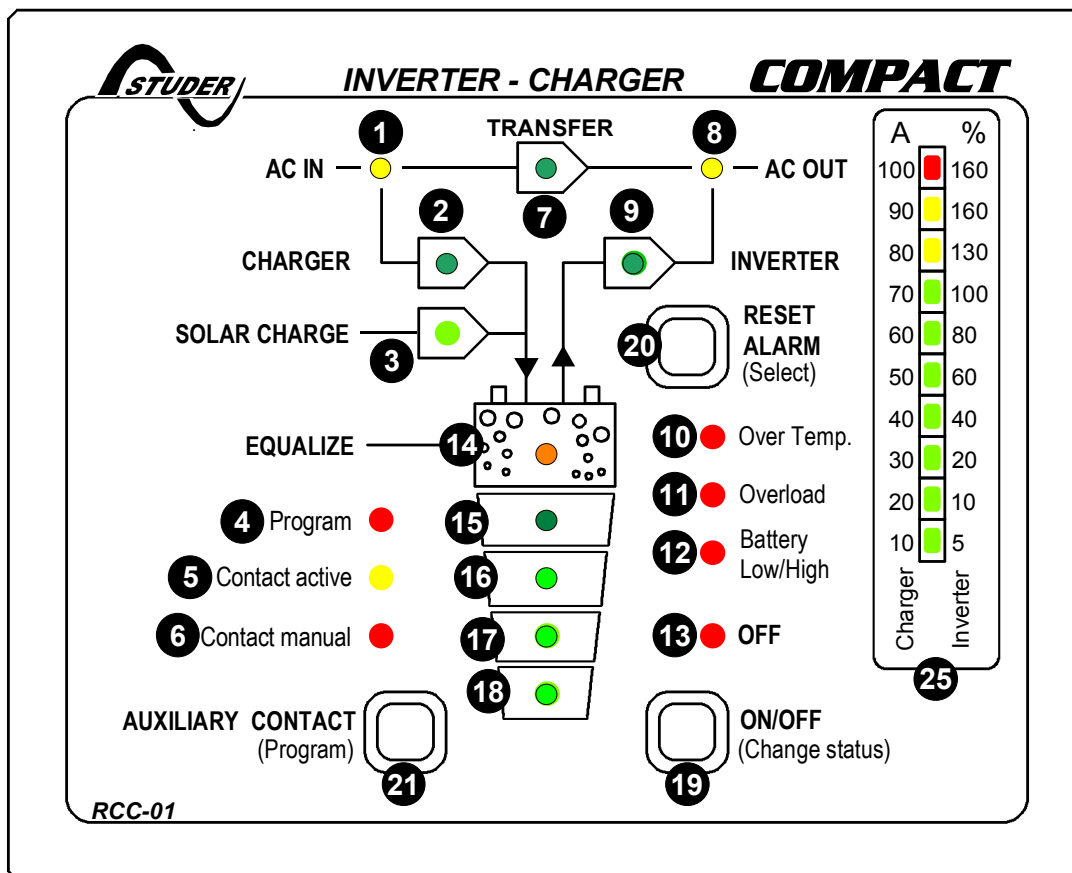 STUDER
INVERTER - CHARGER
COMPACT
1
TRANSFER
8
A %
AC IN
AC OUT
100 160
7
2
9
90 160
CHARGER
INVERTER
80 130
70 100
SOLAR CHARGE
3
20
RESET
ALARM
(Select)
60 80
50 60
EQUALIZE
14
10 Over Temp.
40 40
30 20
4 Program
15
11 Overload
20 10
12 Battery
Low/High
10 5
5 Contact active
16
Charger
Inverter
6 Contact manual
17
13 OFF
25
18
AUXILIARY CONTACT
(Program)
21
ON/OFF
(Change status)
19
RCC-01